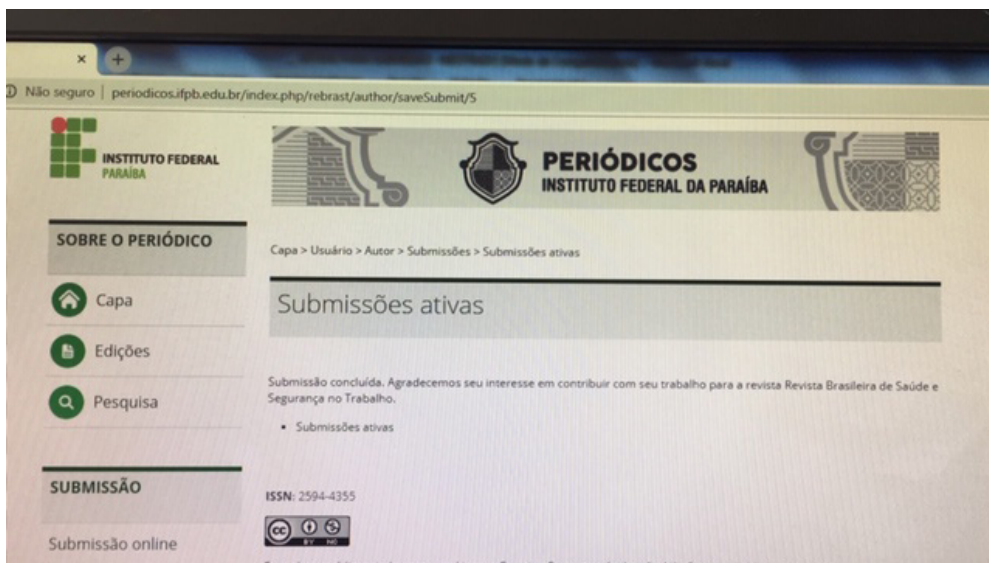 ×
+
Não seguro | periodicos.ifpb.edu.br/index.php/rebrast/author/saveSubmit/5
INSTITUTO FEDERAL
PARAÍBA
PERIÓDICOS
INSTITUTO FEDERAL DA PARAÍBA
SOBRE O PERIÓDICO
Capa
Edições
Pesquisa
SUBMISSÃO
Submissão online
Capa > Usuário > Autor > Submissões > Submissões ativas
Submissões ativas
Submissão concluída. Agradecemos seu interesse em contribuir com seu trabalho para a revista Revista Brasileira de Saúde e
Segurança no Trabalho.
• Submissões ativas
ISSN: 2594-4355
cc
BY NC